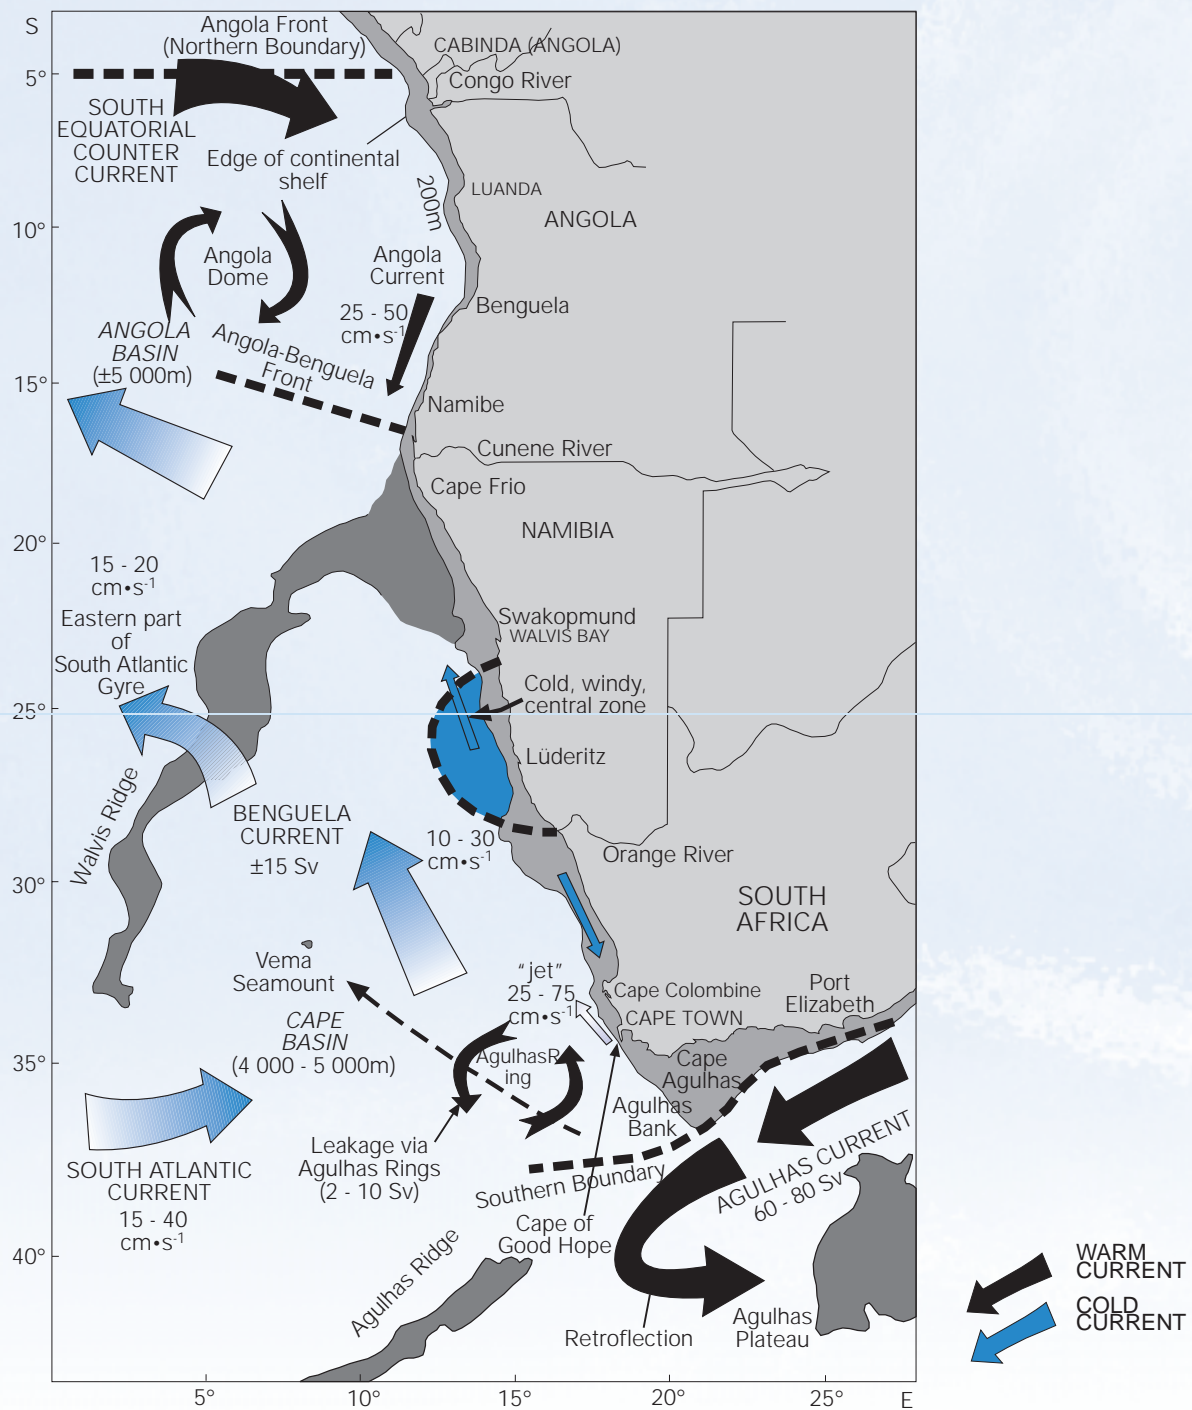 S
Angola Front
(Northern Boundary)
CABINDA (ANGOLA)
5°
Congo River
SOUTH
EQUATORIAL
COUNTER
CURRENT
Edge of continental
shelf
200m
LUANDA
ANGOLA
10°
Angola
Dome
Angola
Current
25 - 50
cm•s-1
Benguela
ANGOLA
BASIN
(±5 000m)
Angola-Benguela
Front
15°
Namibe
Cunene River
Cape Frio
NAMIBIA
20°
15 - 20
cm•s-1
Eastern part
of
South Atlantic
Gyre
Swakopmund
WALVIS BAY
Cold, windy,
central zone
25°
Lüderitz
Walvis Ridge
BENGUELA
CURRENT
±15 Sv
10 - 30
cm•s-1
Orange River
30°
SOUTH
AFRICA
Vema
Seamount
"jet"
25 - 75
cm•s-1
Cape Colombine
CAPE TOWN
Port
Elizabeth
CAPE
BASIN
(4 000 - 5 000m)
35°
AgulhasR
ing
Cape
Agulhas
Agulhas
Bank
Leakage via
Agulhas Rings
(2 - 10 Sv)
Southern Boundary
AGULHAS CURRENT
60 - 80 Sv
SOUTH ATLANTIC
CURRENT
15 - 40
cm•s-1
Cape of
Good Hope
40°
Agulhas Ridge
Retroflection
Agulhas
Plateau
WARM
CURRENT
COLD
CURRENT
5°
10°
15°
20°
25°
E